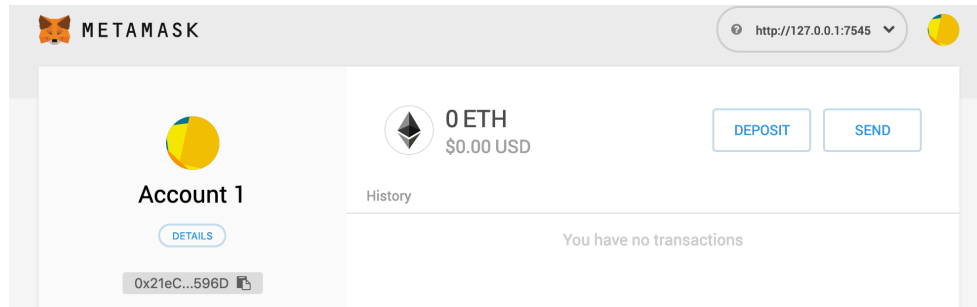 METAMASK
http://127.0.0.1:7545
Account 1
DETAILS
0x21eC...596D
0 ETH
$0.00 USD
DEPOSIT
SEND
History
You have no transactions